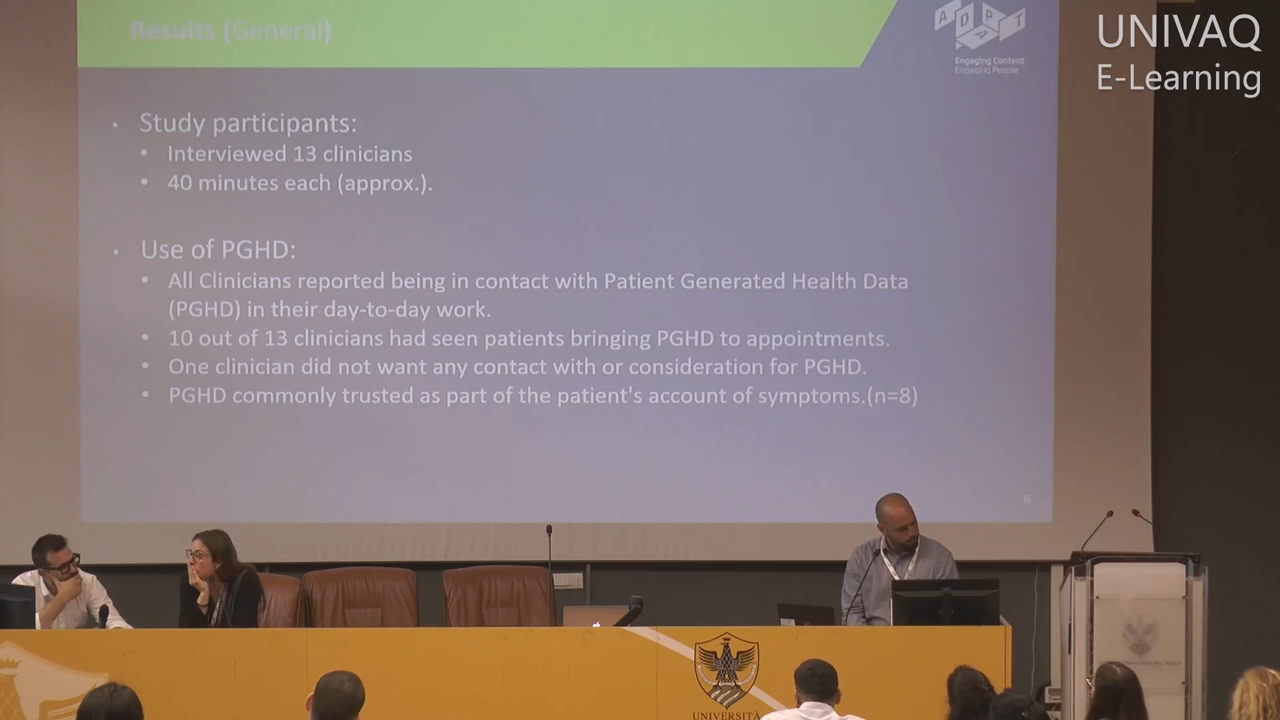 Results (General)
ADAPT
Engaging Content
Engaging People
UNIVAQ
E-Learning
• Study participants:
• Interviewed 13 clinicians
• 40 minutes each (approx.).
• Use of PGHD:
• All Clinicians reported being in contact with Patient Generated Health Data
(PGHD) in their day-to-day work.
• 10 out of 13 clinicians had seen patients bringing PGHD to appointments.
• One clinician did not want any contact with or consideration for PGHD.
• PGHD commonly trusted as part of the patient's account of symptoms.(n=8)
6
UNIVERSITÀ